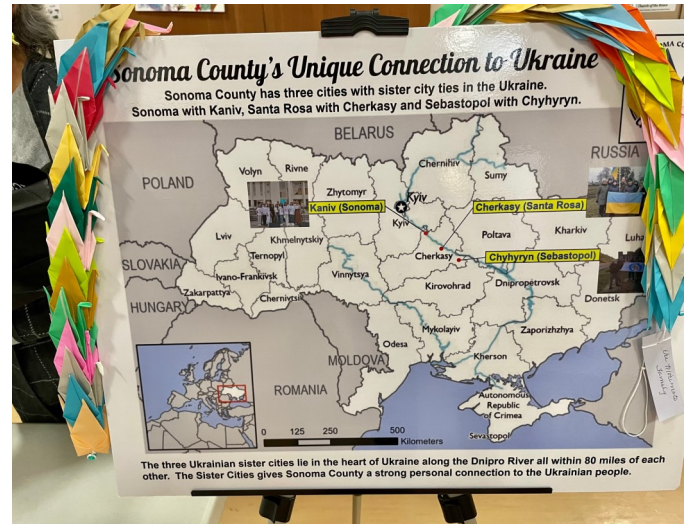 Sonoma County's Unique Connection to Ukraine
Sonoma County has three cities with sister city ties in the Ukraine.
Sonoma with Kaniv, Santa Rosa with Cherkasy and Sebastopol with Chyhyryn.
BELARUS
RUSSIA
POLAND
Volyn
Rivne
Chernihiv
Sumy
Zhytomyr
Kyiv
Kaniv (Sonoma)
Cherkasy (Santa Rosa)
Kyiv
Lviv
Khmelnytskiy
Poltava
Kharkiv
Luha
Ternopyl
Cherkasy
Chyhyryn (Sebastopol)
SLOVAKIA
Ivano-Frankivsk
Vinnytsya
Kirovohrad
Dnipropetrovsk
Zakarpattya
Chernivtsi
Donetsk
HUNGARY
Mykolayiv
Zaporizhzhya
Odesa
MOLDOVA
Kherson
ROMANIA
Autonomous
Republic
of Crimea
Sevastopol
0 125 250 500
Kilometers
The three Ukrainian sister cities lie in the heart of Ukraine along the Dnipro River all within 80 miles of each
other. The Sister Cities gives Sonoma County a strong personal connection to the Ukrainian people.